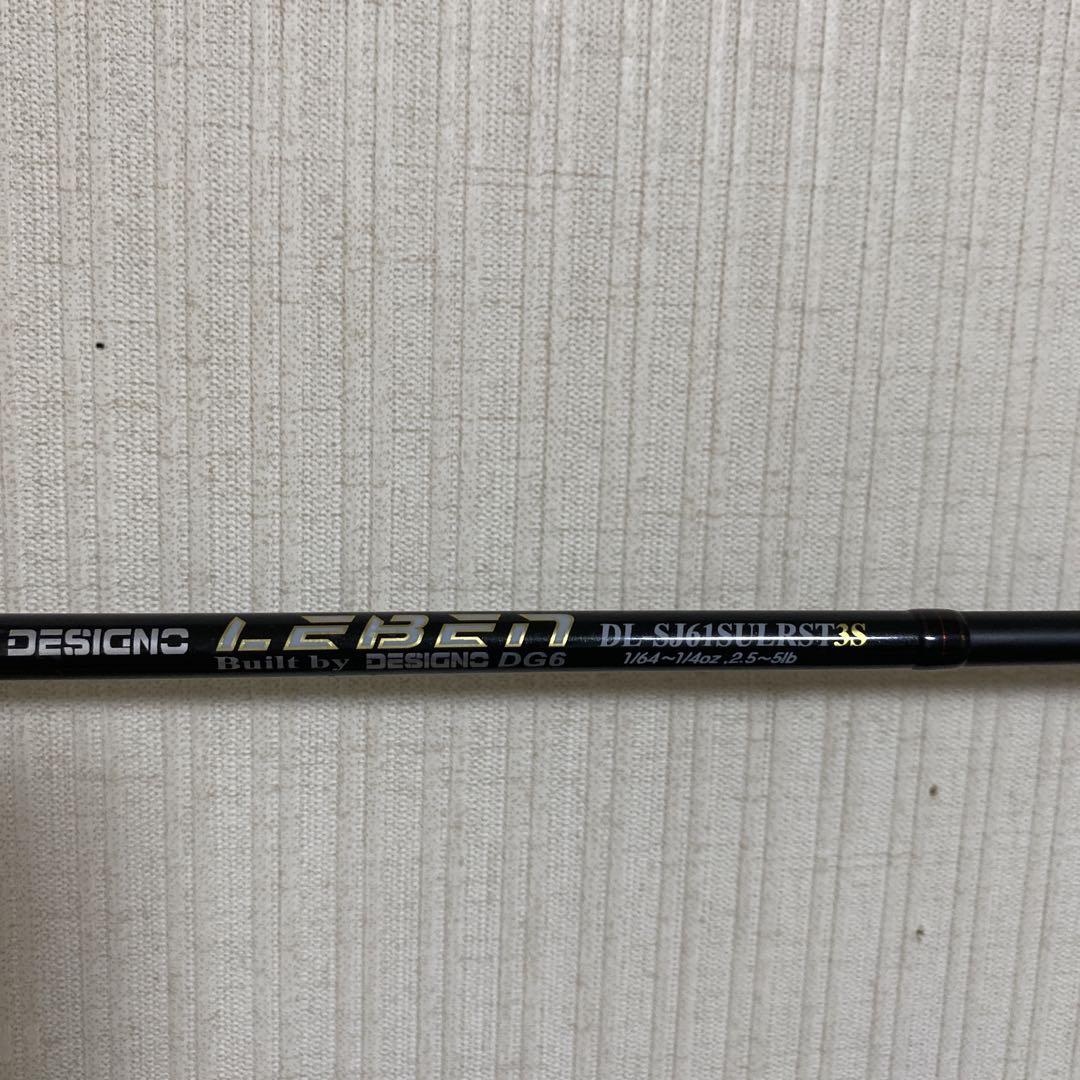 DESIGNO LEBEN DL-SJ61SULRST3S
Built by DESIGNO DG6 1/64~1/4oz.2.5~5lb